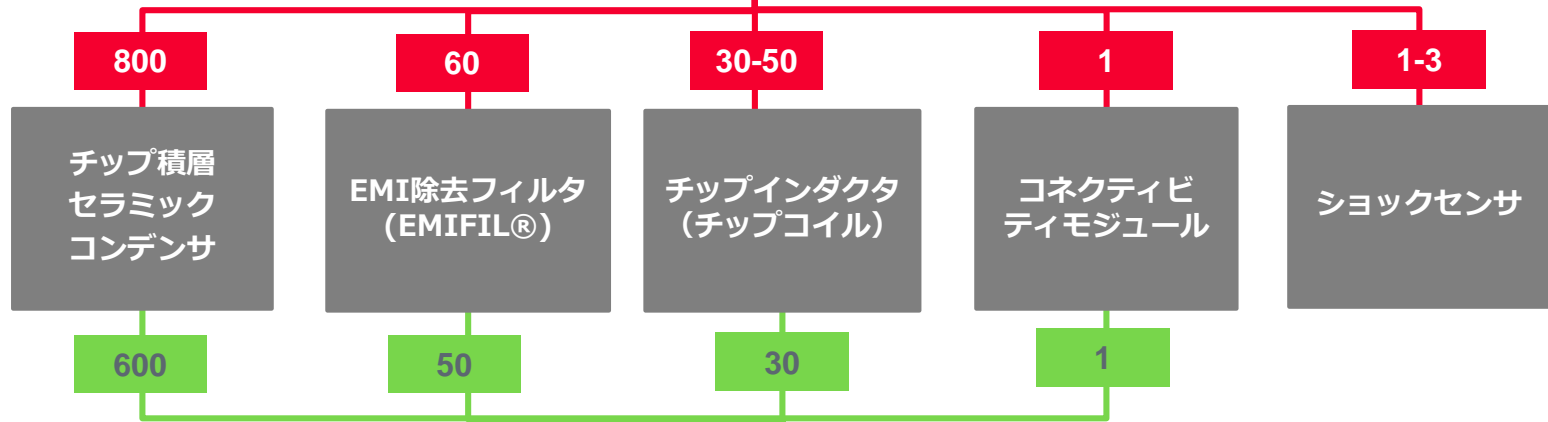 800
60
30-50
1
1-3
チップ積層
セラミック
コンデンサ
EMI除去フィルタ
(EMIFIL®)
チップインダクタ
（チップコイル）
コネクティビ
ティモジュール
ショックセンサ
600
50
30
1